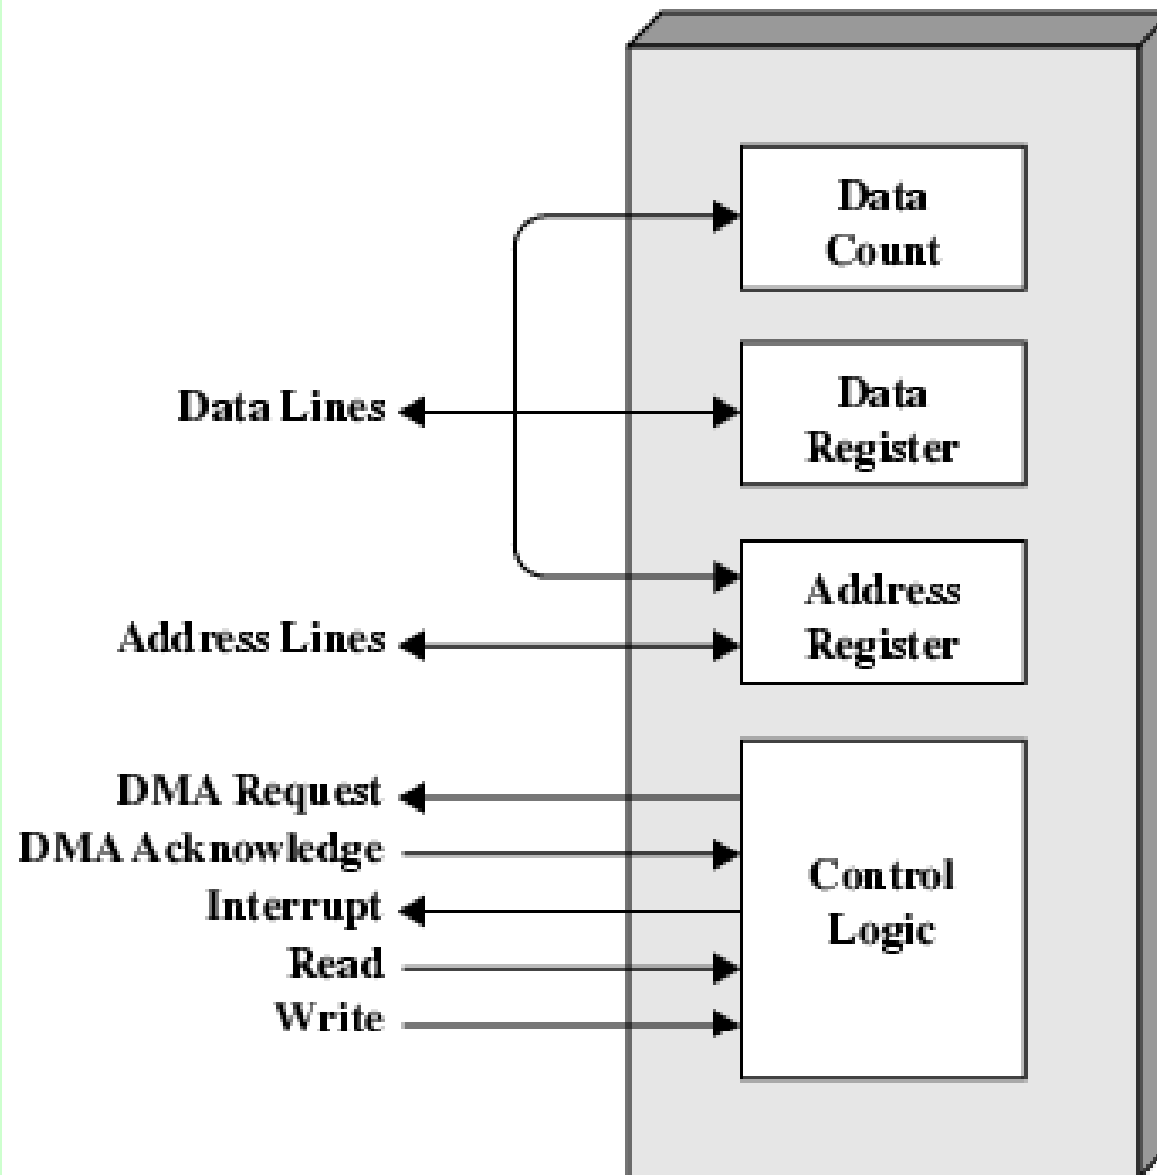 Data
Count
Data Lines
Data
Register
Address Lines
Address
Register
DMA Request
DMA Acknowledge
Interrupt
Read
Write
Control
Logic